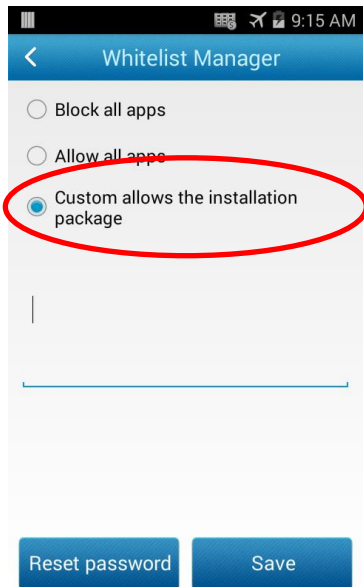 9:15 AM
Whitelist Manager
Block all apps
Allow all apps
Custom allows the installation
package
Reset password
Save